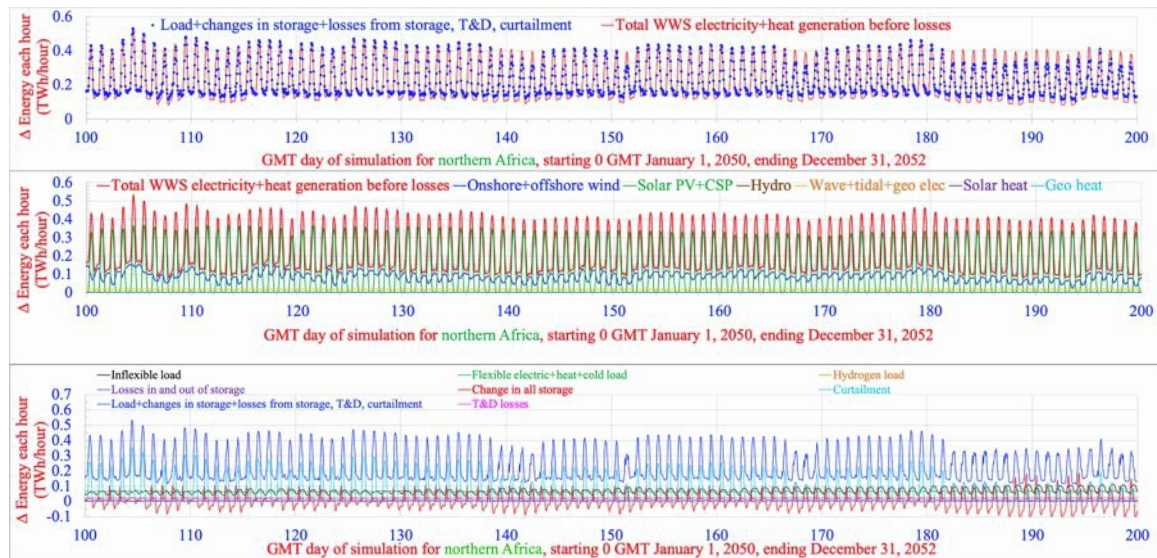 Load+changes in storage+losses from storage, T&D, curtailment Total WWS electricity+heat generation before losses
Δ Energy each hour
(TWh/hour)
0.6
0.4
0.2
0
100 110 120 130 140 150 160 170 180 190 200
GMT day of simulation for northern Africa, starting 0 GMT January 1, 2050, ending December 31, 2052
Total WWS electricity+heat generation before losses Onshore+offshore wind Solar PV+CSP Hydro Wave+tidal+geo elec Solar heat Geo heat
Δ Energy each hour
(TWh/hour)
0.6
0.5
0.4
0.3
0.2
0.1
0
100 110 120 130 140 150 160 170 180 190 200
GMT day of simulation for northern Africa, starting 0 GMT January 1, 2050, ending December 31, 2052
Inflexible load Flexible electric+heat+cold load Hydrogen load
Losses in and out of storage Change in all storage Curtailment
Load+changes in storage+losses from storage, T&D, curtailment T&D losses
Δ Energy each hour
(TWh/hour)
0.7
0.6
0.5
0.4
0.3
0.2
0.1
0
-0.1
100 110 120 130 140 150 160 170 180 190 200
GMT day of simulation for northern Africa, starting 0 GMT January 1, 2050, ending December 31, 2052